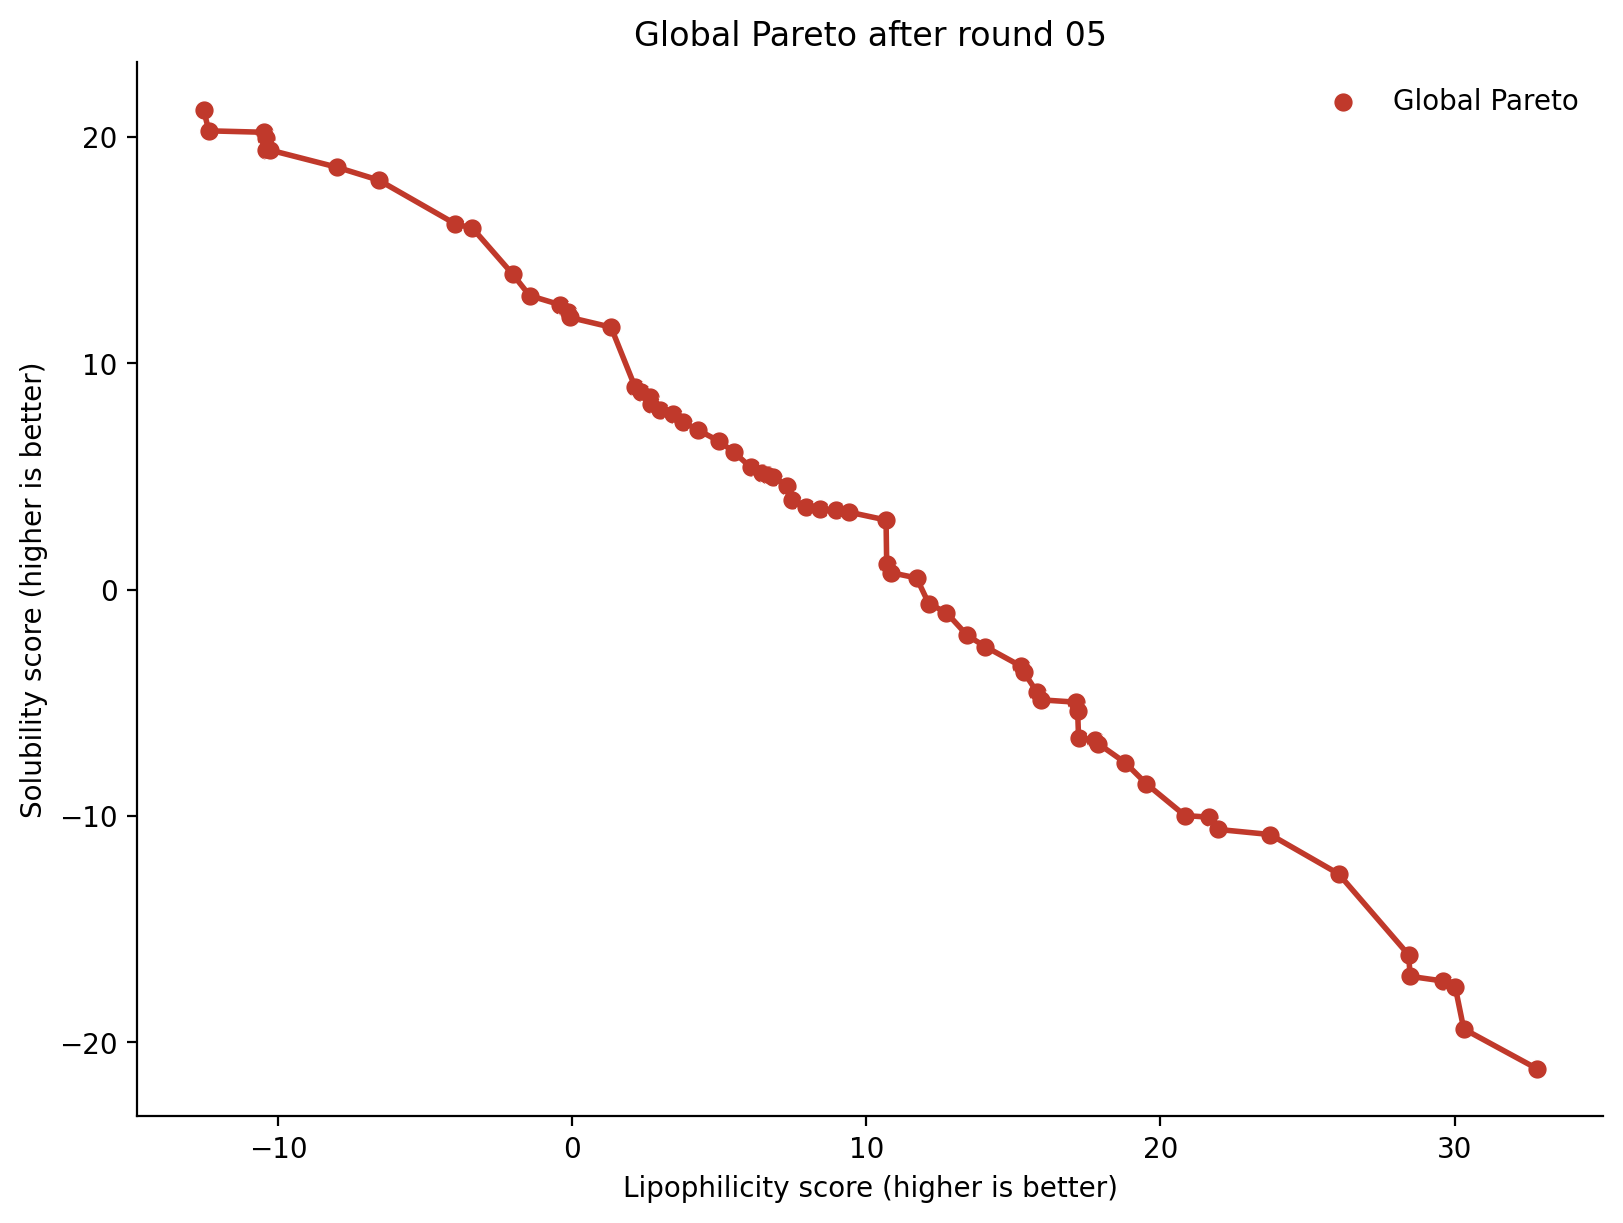 Global Pareto after round 05
Global Pareto
Solubility score (higher is better)
20
10
0
−10
−20
−10
0
10
20
30
Lipophilicity score (higher is better)